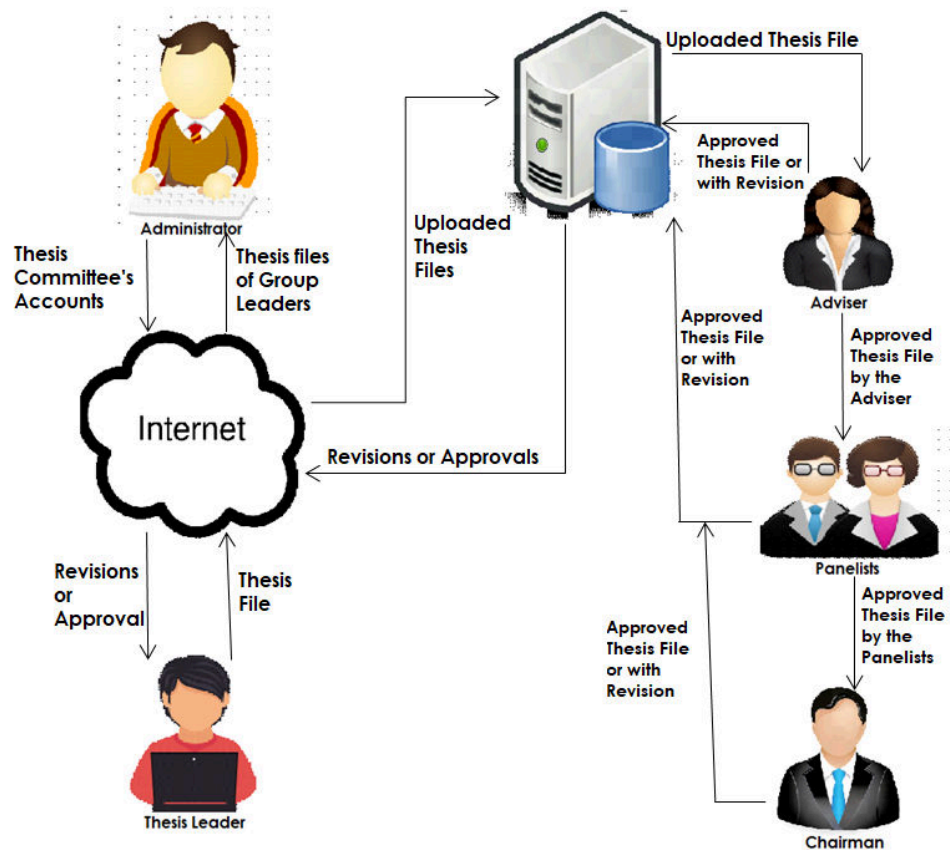 Uploaded Thesis File
Approved
Thesis File or
with Revision
Administrator
Thesis
Committee's
Accounts
Thesis files
of Group
Leaders
Uploaded
Thesis
Files
Adviser
Approved
Thesis File
or with
Revision
Approved
Thesis File
by the
Adviser
Internet
Revisions or Approvals
Panelists
Revisions
or
Approval
Thesis
File
Approved
Thesis File
or with
Revision
Approved
Thesis File
by the
Panelists
Thesis Leader
Chairman